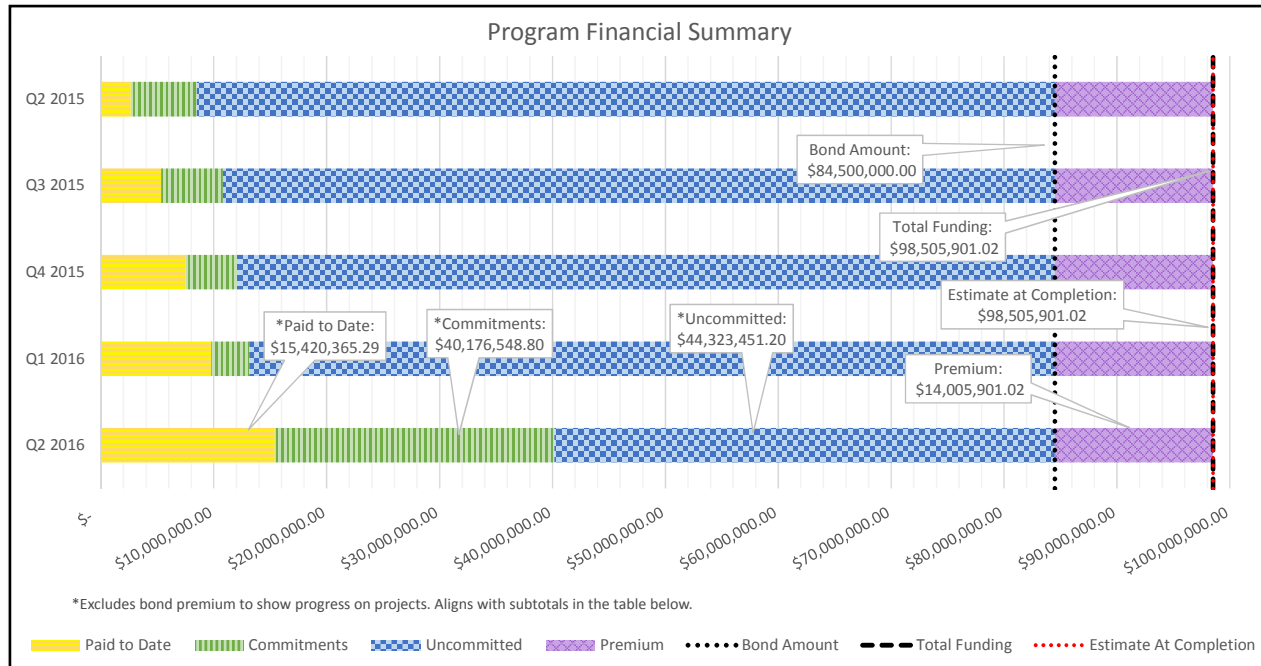 Program Financial Summary
Q2 2015
Bond Amount:
$84,500,000.00
Q3 2015
Total Funding:
$98,505,901.02
Q4 2015
Estimate at Completion:
$98,505,901.02
*Paid to Date:
$15,420,365.29
*Commitments:
$40,176,548.80
*Uncommitted:
$44,323,451.20
Q1 2016
Premium:
$14,005,901.02
Q2 2016
$-
$10,000,000.00
$20,000,000.00
$30,000,000.00
$40,000,000.00
$50,000,000.00
$60,000,000.00
$70,000,000.00
$80,000,000.00
$90,000,000.00
$100,000,000.00
*Excludes bond premium to show progress on projects. Aligns with subtotals in the table below.
Paid to Date Commitments Uncommitted Premium Bond Amount Total Funding Estimate At Completion